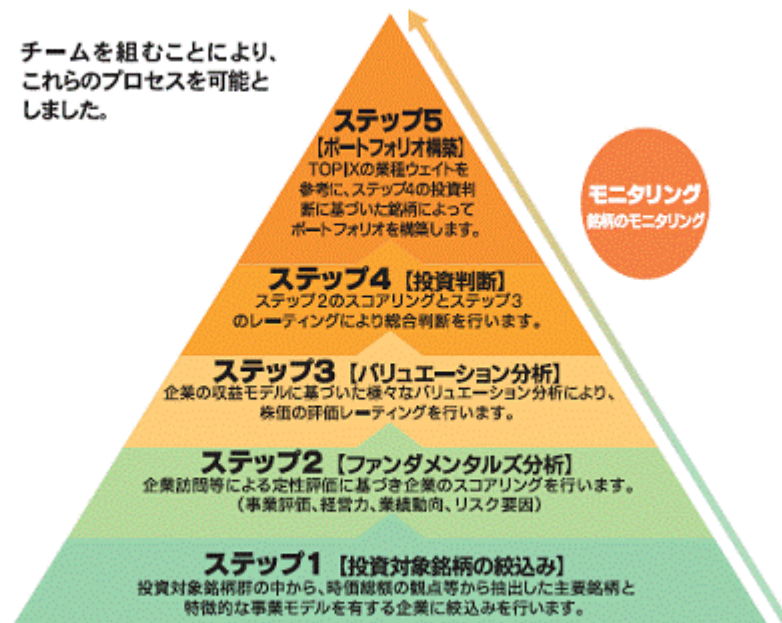 チームを組むことにより、
これらのプロセスを可能と
しました。
ステップ5
【ポートフォリオ構築】
TOPIXの業種ウェイトを
参考に、ステップ4の投資判
断に基づいた銘柄によって
ポートフォリオを構築します。
モニタリング
銘柄のモニタリング
ステップ4【投資判断】
ステップ2のスコアリングとステップ3
のレーティングにより総合判断を行います。
ステップ3【バリュエーション分析】
企業の収益モデルに基づいた様々なバリュエーション分析により、
株価の評価レーティングを行います。
ステップ2【ファンダメンタルズ分析】
企業訪問等による定性評価に基づき企業のスコアリングを行います。
（事業評価、経営力、業績動向、リスク要因）
ステップ1【投資対象銘柄の絞込み】
投資対象銘柄群の中から、時価総額の観点等から抽出した主要銘柄と
特徴的な事業モデルを有する企業に絞込みを行います。